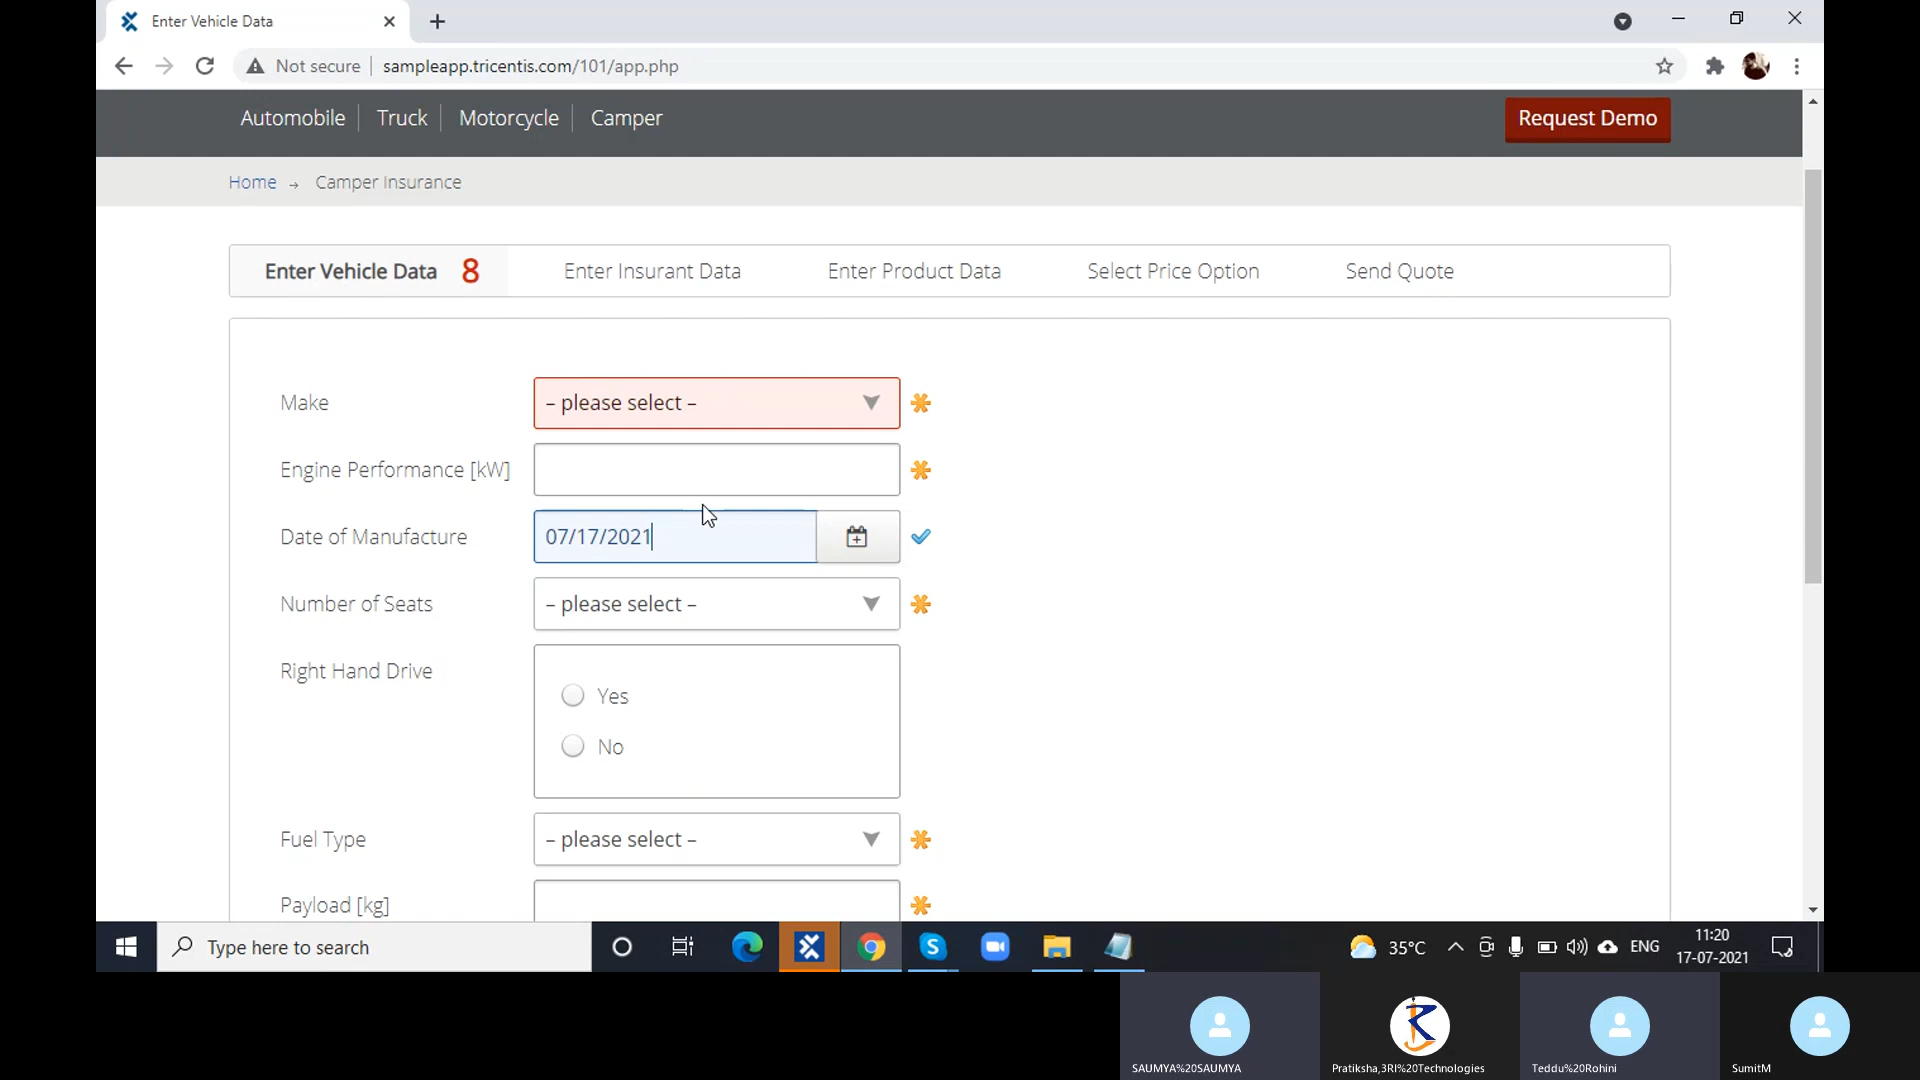 Enter Vehicle Data
Not secure
sampleapp.tricentis.com/101/app.php
Automobile
Truck
Motorcycle
Camper
Request Demo
Home → Camper Insurance
Enter Vehicle Data 8
Enter Insurant Data
Enter Product Data
Select Price Option
Send Quote
Make
– please select –
Engine Performance [kW]
Date of Manufacture
07/17/2021
Number of Seats
– please select –
Right Hand Drive
Yes
No
Fuel Type
– please select –
Payload [kg]
Type here to search
35°C
ENG
11:20
17-07-2021
SAUMYA%20SAUMYA
Pratiksha,3RI%20Technologies
Teddu%20Rohini
SumitM